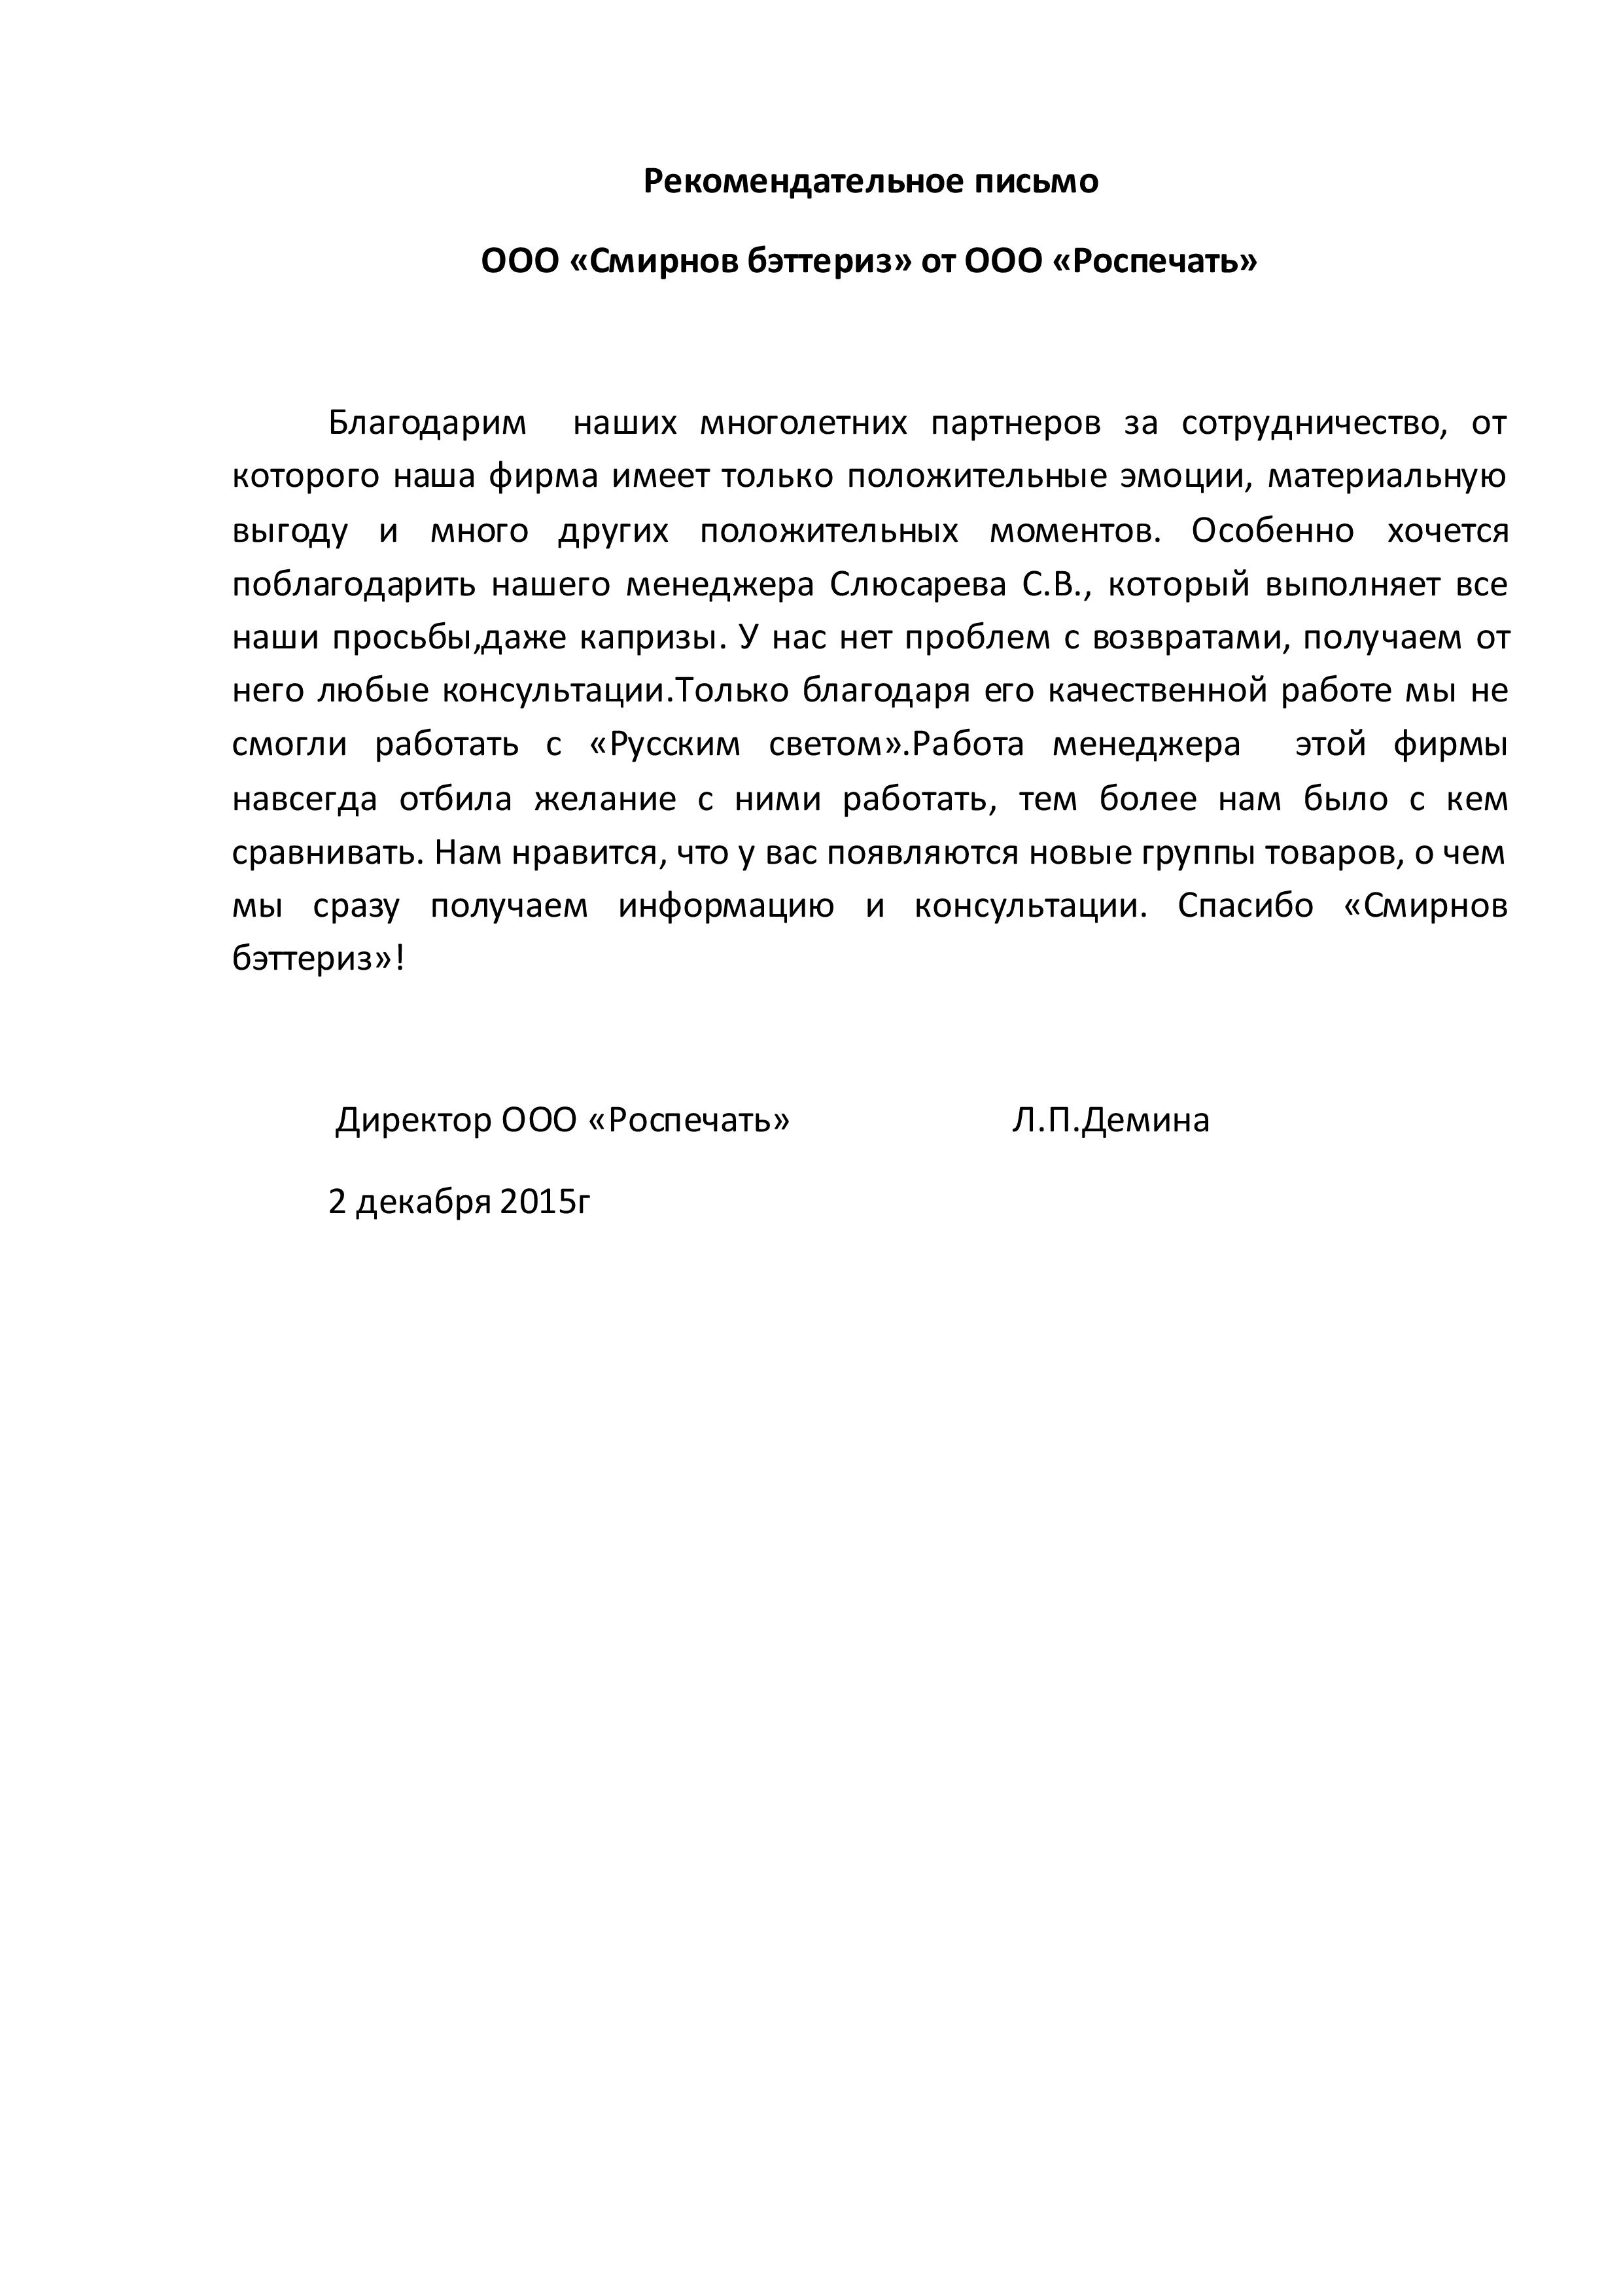 Рекомендательное письмо
ООО «Смирнов бэттериз» от ООО «Роспечать»
Благодарим наших многолетних партнеров за сотрудничество, от
которого наша фирма имеет только положительные эмоции, материальную
выгоду и много других положительных моментов. Особенно хочется
поблагодарить нашего менеджера Слюсарева С.В., который выполняет все
наши просьбы,даже капризы. У нас нет проблем с возвратами, получаем от
него любые консультации.Только благодаря его качественной работе мы не
смогли работать с «Русским светом».Работа менеджера этой фирмы
навсегда отбила желание с ними работать, тем более нам было с кем
сравнивать. Нам нравится, что у вас появляются новые группы товаров, о чем
мы сразу получаем информацию и консультации. Спасибо «Смирнов
бэттериз»!
Директор ООО «Роспечать» Л.П.Демина
2 декабря 2015г